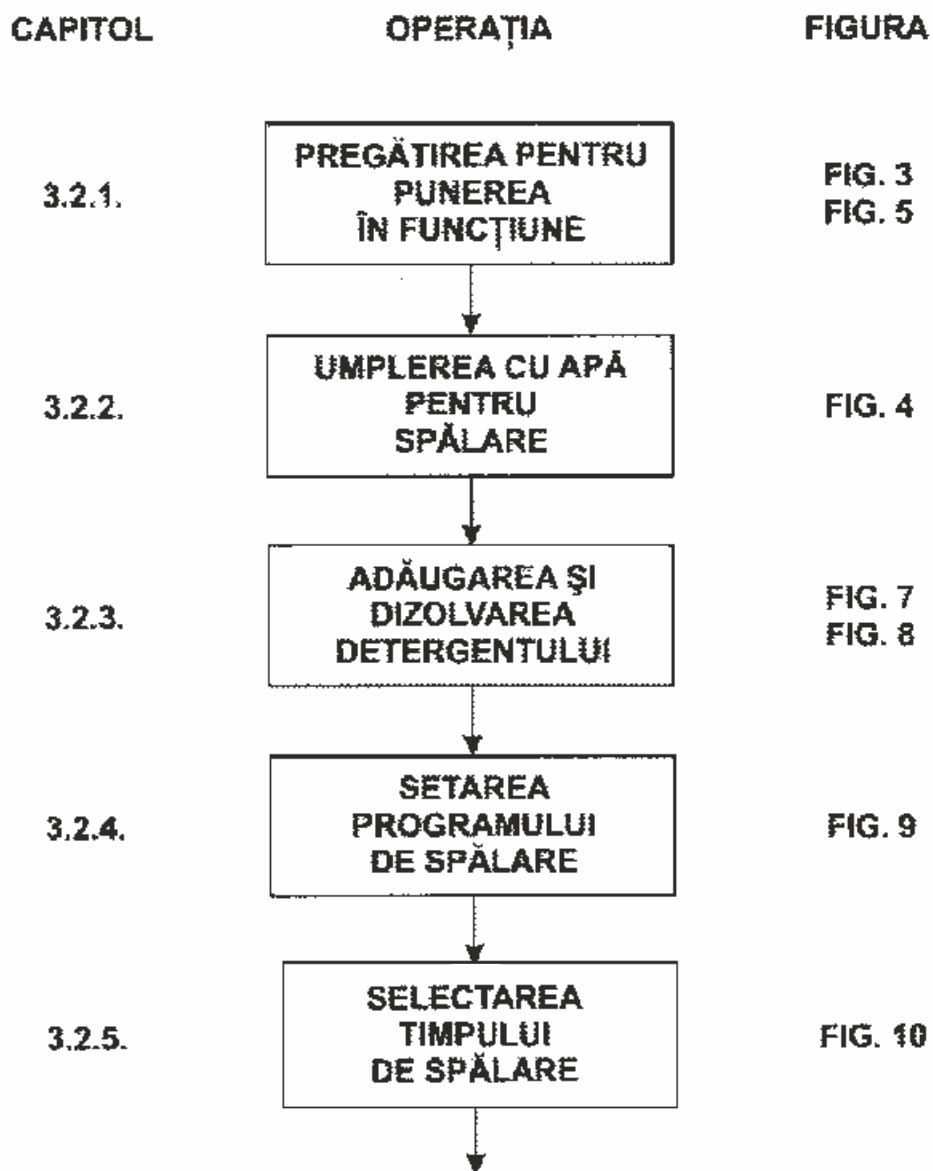 CAPITOL OPERAȚIA FIGURA
3.2.1. PREGĂTIREA PENTRU PUNEREA ÎN FUNCȚIUNE FIG. 3 FIG. 5
3.2.2. UMPLEREA CU APĂ PENTRU SPĂLARE FIG. 4
3.2.3. ADĂUGAREA ŞI DIZOLVAREA DETERGENTULUI FIG. 7 FIG. 8
3.2.4. SETAREA PROGRAMULUI DE SPĂLARE FIG. 9
3.2.5. SELECTAREA TIMPULUI DE SPĂLARE FIG. 10